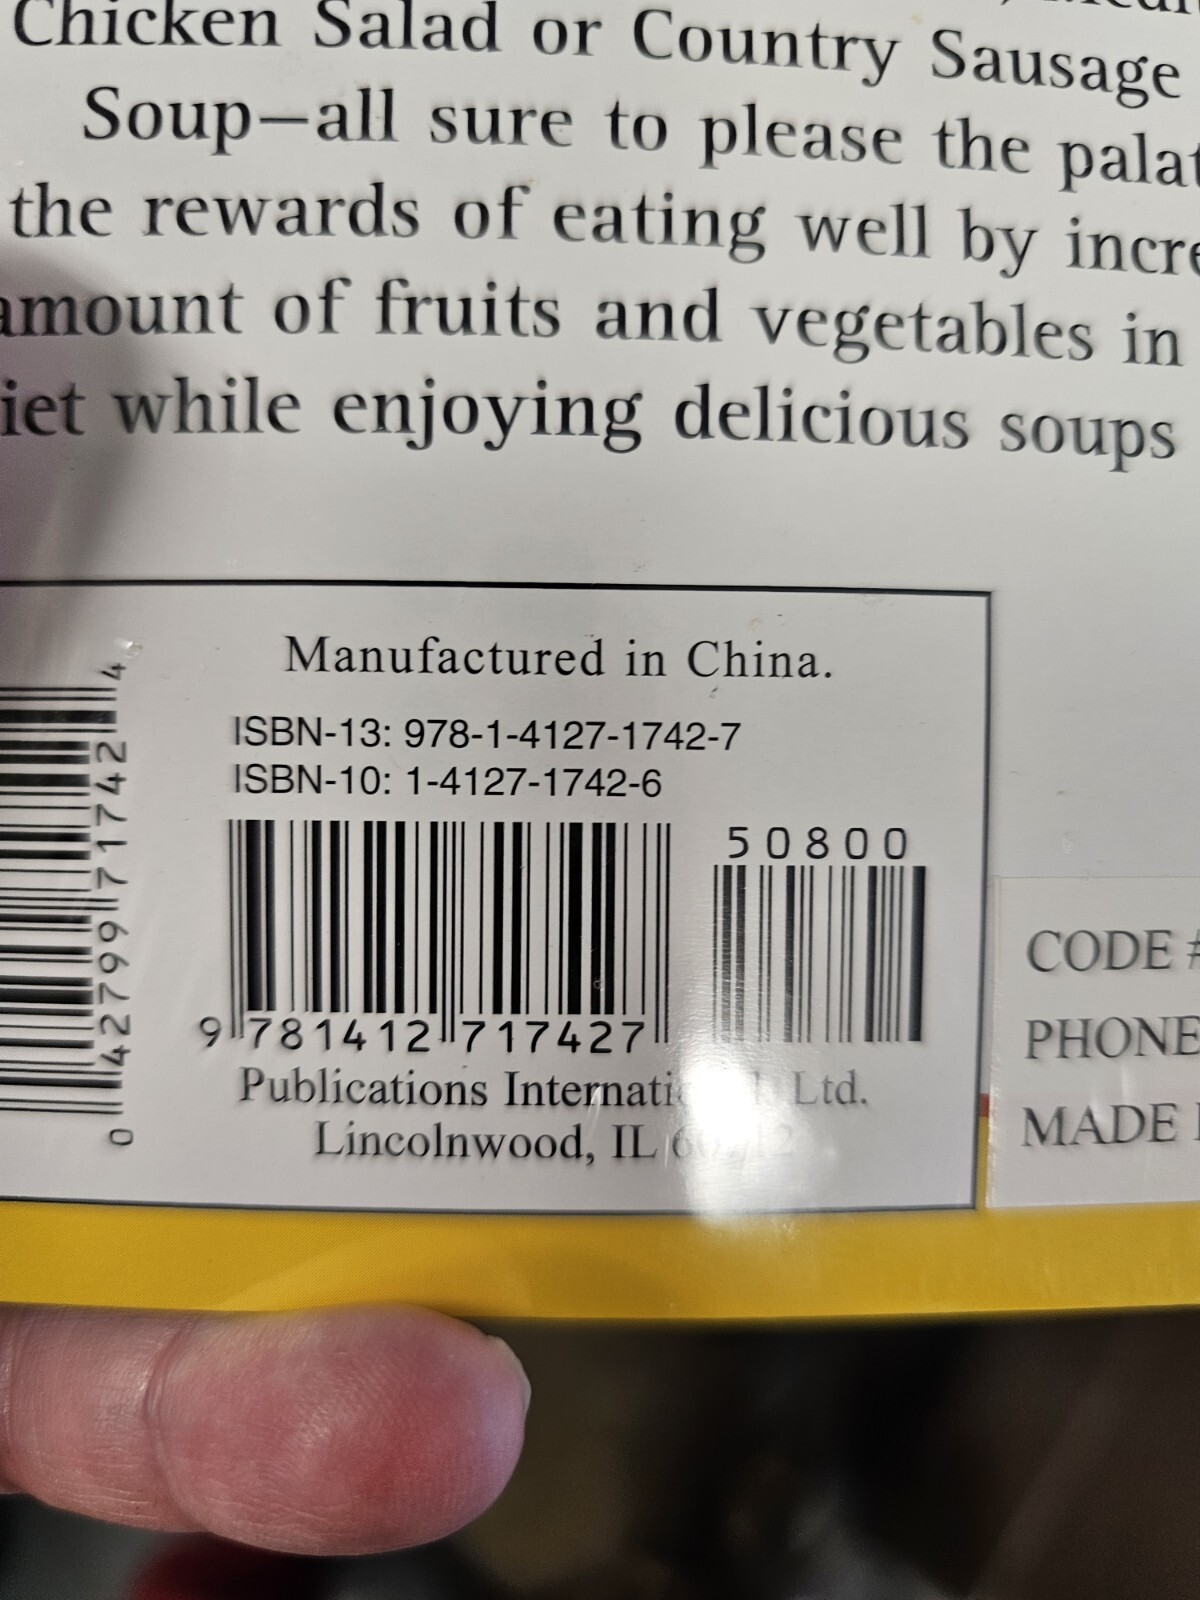 Chicken Salad or Country Sausage
Soup—all sure to please the palat
the rewards of eating well by incre
amount of fruits and vegetables in
iet while enjoying delicious soups
Manufactured in China.
ISBN-13: 978-1-4127-1742-7
ISBN-10: 1-4127-1742-6
50800
9 781412 717427
Publications Ltd.
Lincolnwood, IL
0 42799 71742 4
CODE #
PHONE
MADE